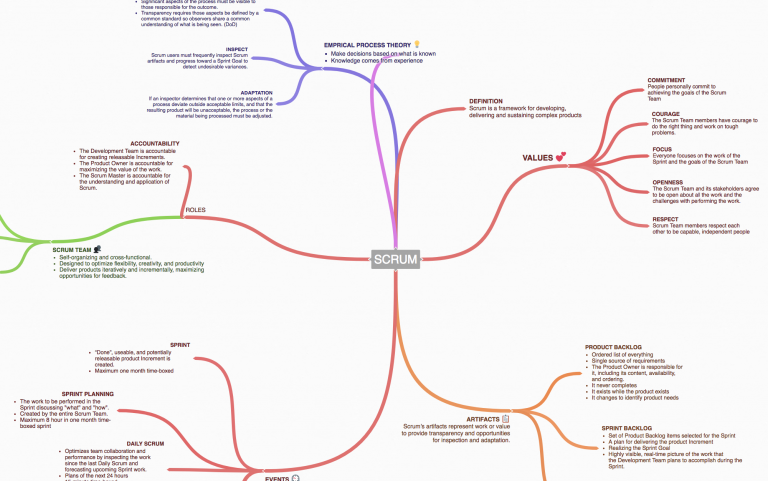 Significant aspects of the process must be visible to
those responsible for the outcome.
Transparency requires those aspects be defined by a
common standard so observers share a common
understanding of what is being seen. (DoD)
INSPECT
Scrum users must frequently inspect Scrum
artifacts and progress toward a Sprint Goal to
detect undesirable variances.
ADAPTATION
If an inspector determines that one or more aspects of a
process deviate outside acceptable limits, and that the
resulting product will be unacceptable, the process or the
material being processed must be adjusted
EMPRICAL PROCESS THEORY
Make decisions based on what is known
Knowledge comes from experience
DEFINITION
Scrum is a framework for developing,
delivering and sustaining complex products
VALUES
COMMITMENT
People personally commit to
achieving the goals of the Scrum
Team
COURAGE
The Scrum Team members have courage to
do the right thing and work on tough
problems.
FOCUS
Everyone focuses on the work of the
Sprint and the goals of the Scrum Team
OPENNESS
The Scrum Team and its stakeholders agree
to be open about all the work and the
challenges with performing the work.
RESPECT
Scrum Team members respect each
other to be capable, independent people
ACCOUNTABILITY
The Development Team is accountable
for creating releasable Increments.
The Product Owner is accountable for
maximizing the value of the work.
The Scrum Master is accountable for
the understanding and application of
Scrum.
ROLES
SCRUM TEAM
Self-organizing and cross-functional.
Designed to optimize flexibility, creativity, and productivity
Deliver products iteratively and incrementally, maximizing
opportunities for feedback.
SCRUM
SPRINT
"Done", useable, and potentially
releasable product Increment is
created.
Maximum one month time-boxed
SPRINT PLANNING
The work to be performed in the
Sprint discussing "what" and "how".
Created by the entire Scrum Team.
Maximum 8 hour in one month time-
boxed sprint
DAILY SCRUM
Optimizes team collaboration and
performance by inspecting the work
since the last Daily Scrum and
forecasting upcoming Sprint work.
Plans of the next 24 hours
EVENTS
ARTIFACTS
Scrum's artifacts represent work or value
to provide transparency and opportunities
for inspection and adaptation.
PRODUCT BACKLOG
Ordered list of everything
Single source of requirements
The Product Owner is responsible for
it, including its content, availability,
and ordering.
It never completes
It exists while the product exists
It changes to identify product needs
SPRINT BACKLOG
Set of Product Backlog items selected for the Sprint
A plan for delivering the product Increment
Realizing the Sprint Goal
Highly visible, real-time picture of the work that
the Development Team plans to accomplish during the
Sprint.